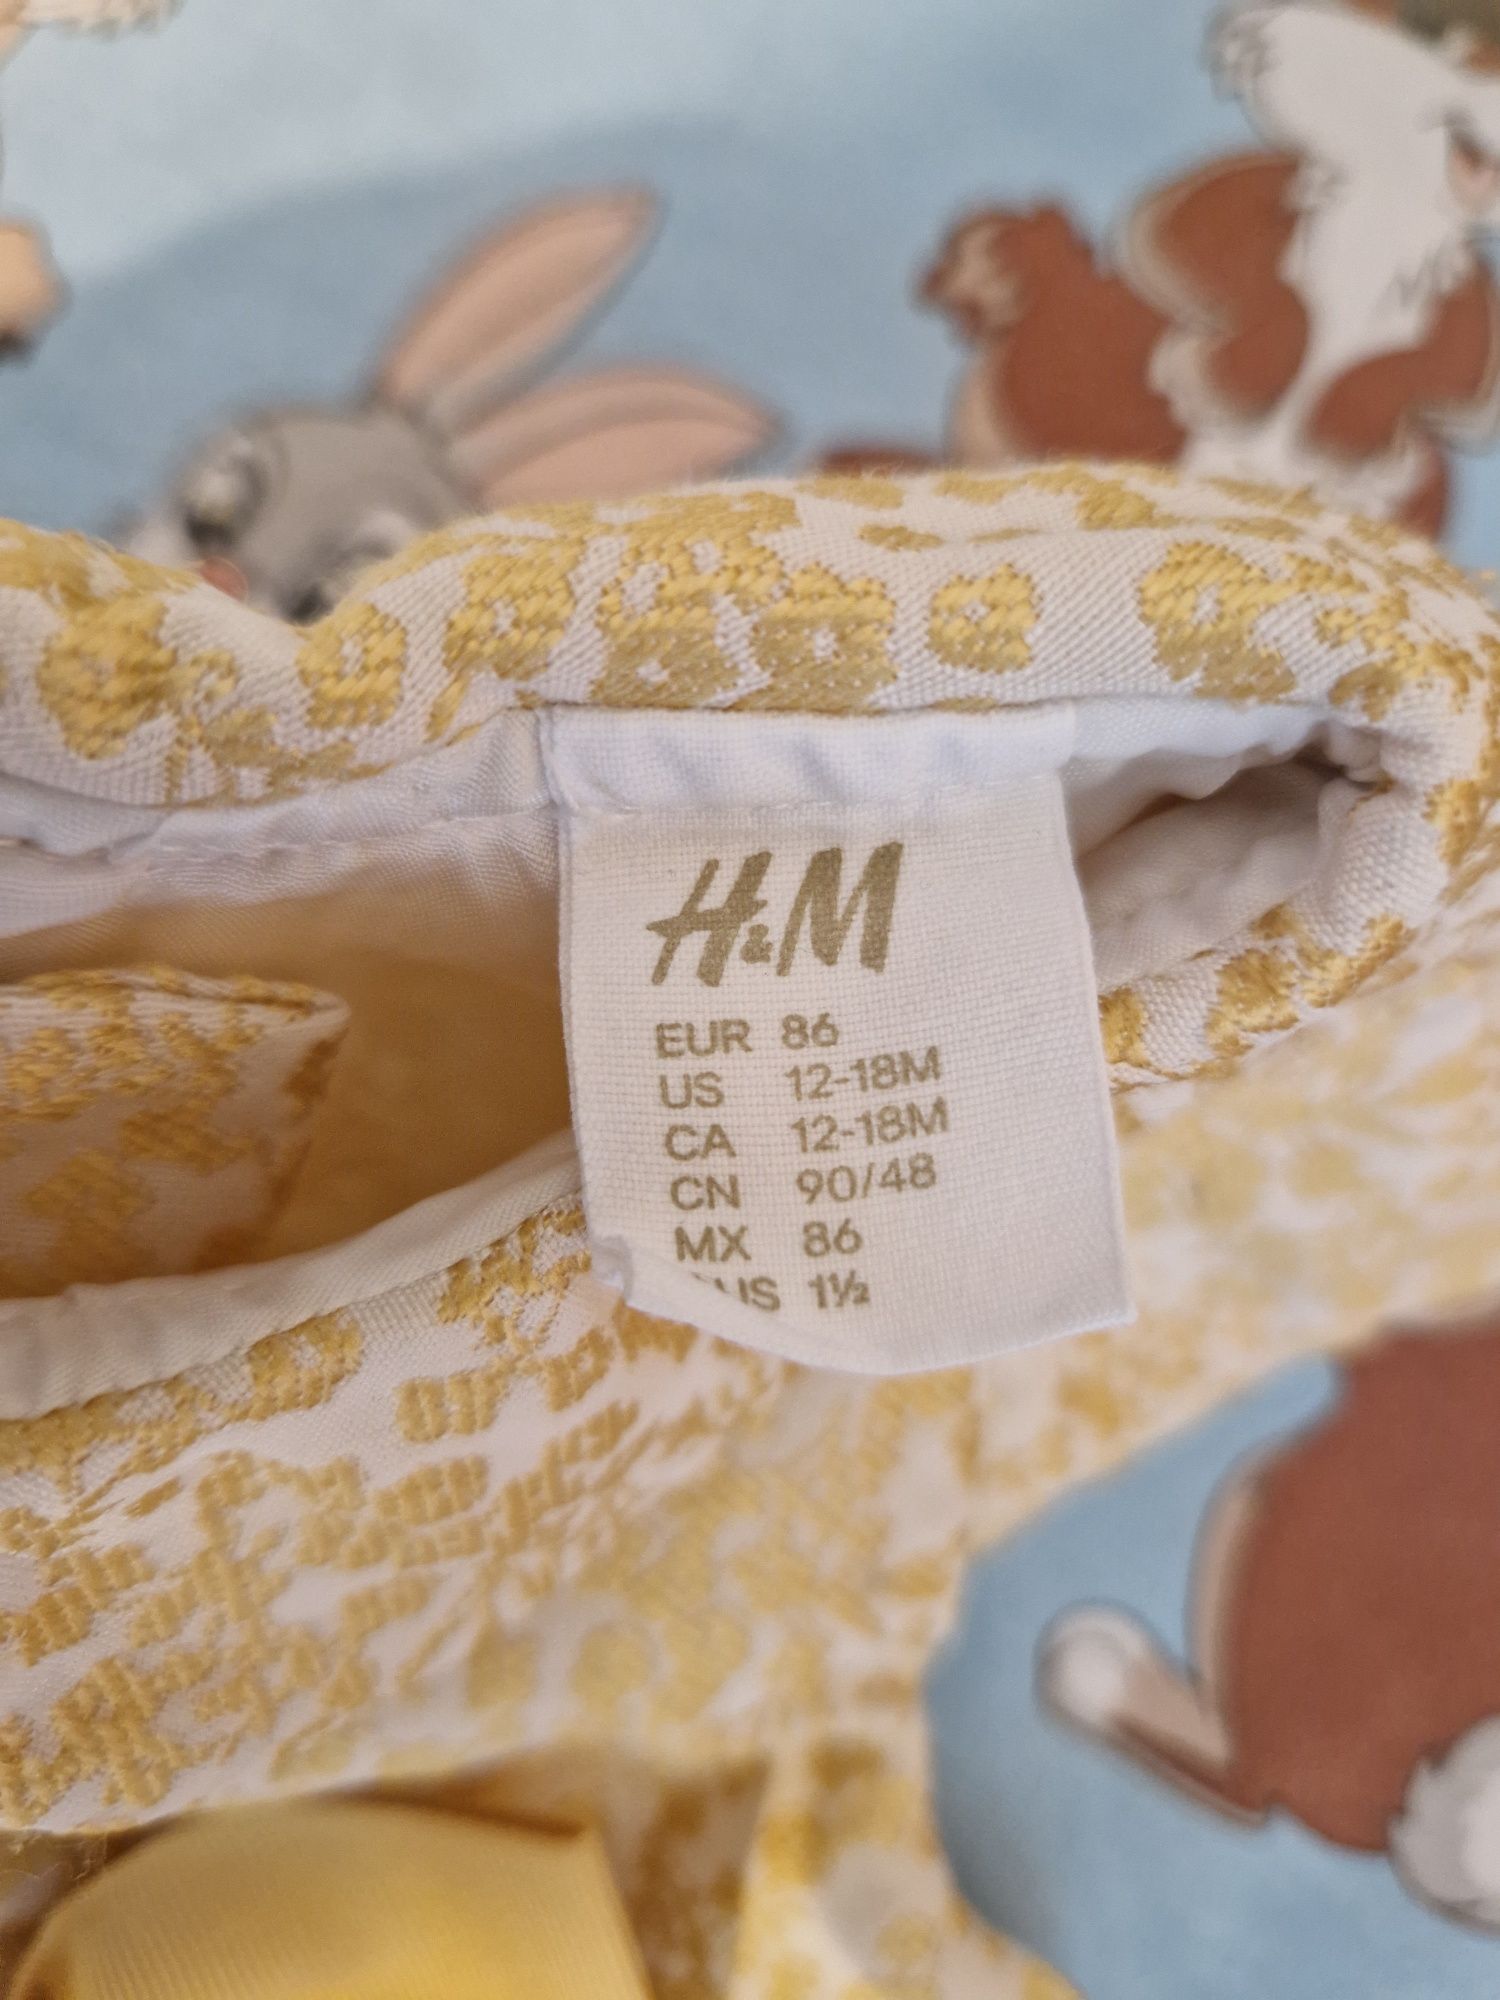 H&M
EUR 86
US 12-18M
CA 12-18M
CN 90/48
MX 86
1½